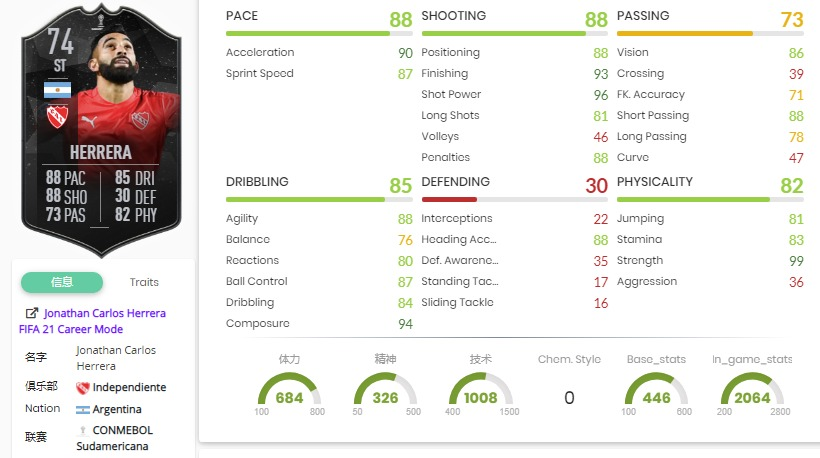 74
ST
HERRERA
88 PAC 85 DRI
88 SHO 30 DEF
73 PAS 82 PHY
信息 Traits
Jonathan Carlos Herrera
FIFA 21 Career Mode
名字 Jonathan Carlos
Herrera
俱乐部 Independiente
Nation Argentina
联赛 CONMEBOL
Sudamericana
PACE 88
Acceleration 90
Sprint Speed 87
SHOOTING 88
Positioning 88
Finishing 93
Shot Power 96
Long Shots 81
Volleys 46
Penalties 88
PASSING 73
Vision 86
Crossing 39
FK. Accuracy 71
Short Passing 88
Long Passing 78
Curve 47
DRIBBLING 85
Agility 88
Balance 76
Reactions 80
Ball Control 87
Dribbling 84
Composure 94
DEFENDING 30
Interceptions 22
Heading Acc... 88
Def. Awarene... 35
Standing Tac... 17
Sliding Tackle 16
PHYSICALITY 82
Jumping 81
Stamina 83
Strength 99
Aggression 36
体力
684
100 800
精神
326
50 500
技术
1008
400 1500
Chem. Style
0
Base_stats
446
100 600
In_game_stats
2064
200 2800